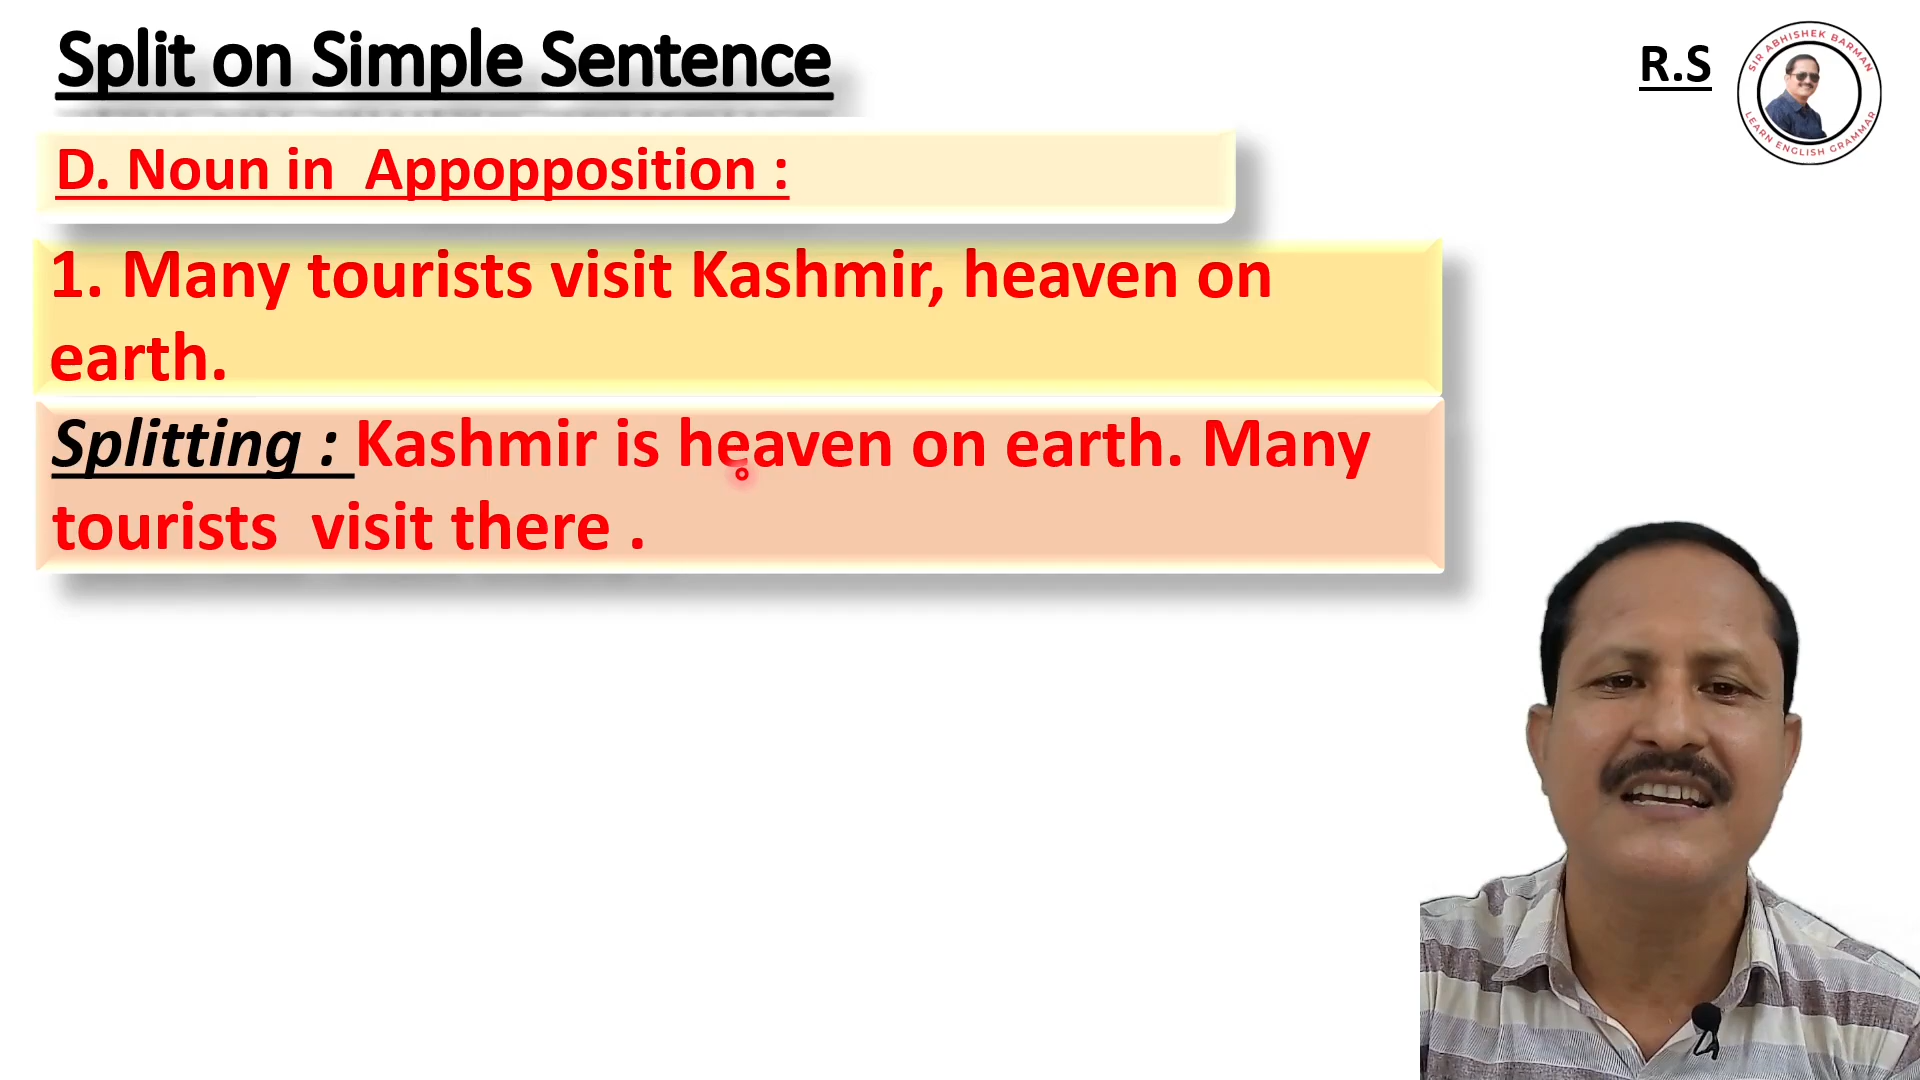 Split on Simple Sentence
R.S
SIR ABHISHEK BARMAN
LEARN ENGLISH GRAMMAR
D. Noun in  Appopposition :
1. Many tourists visit Kashmir, heaven on
earth.
Splitting : Kashmir is heaven on earth. Many
tourists  visit there .